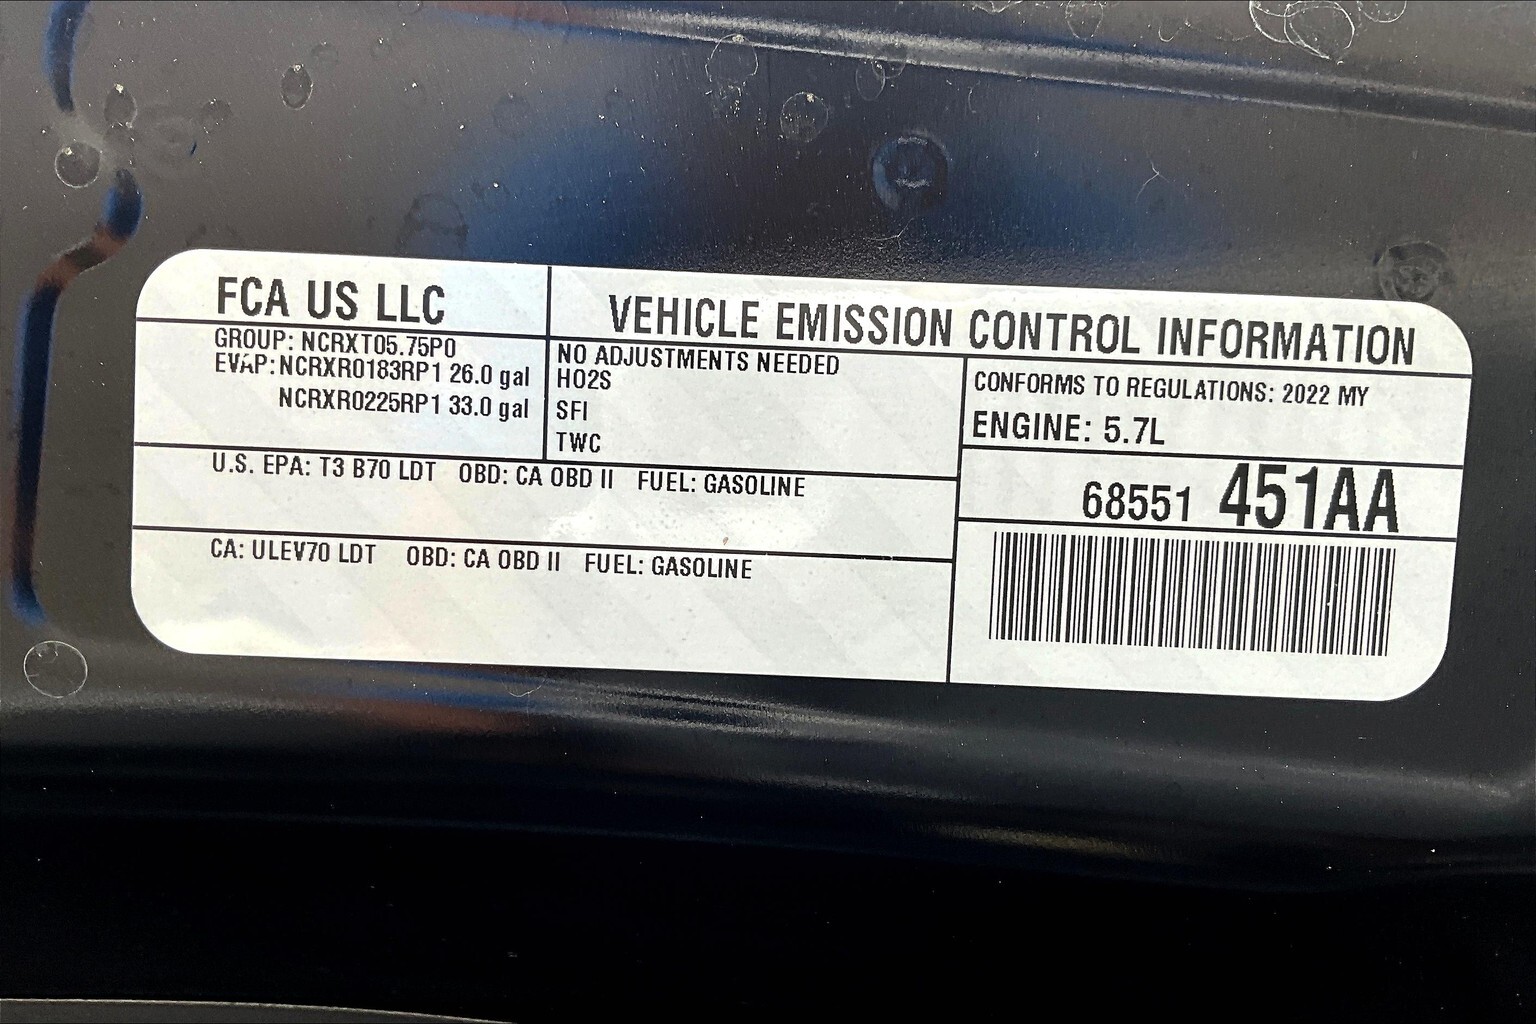 FCA US LLC
VEHICLE EMISSION CONTROL INFORMATION
GROUP: NCRXT05.75P0
EVAP: NCRXR0183RP1 26.0 gal
NCRXR0225RP1 33.0 gal
NO ADJUSTMENTS NEEDED
HO2S
SFI
TWC
CONFORMS TO REGULATIONS: 2022 MY
ENGINE: 5.7L
U.S. EPA: T3 B70 LDT OBD: CA OBD II FUEL: GASOLINE
68551 451AA
CA: ULEV70 LDT OBD: CA OBD II FUEL: GASOLINE